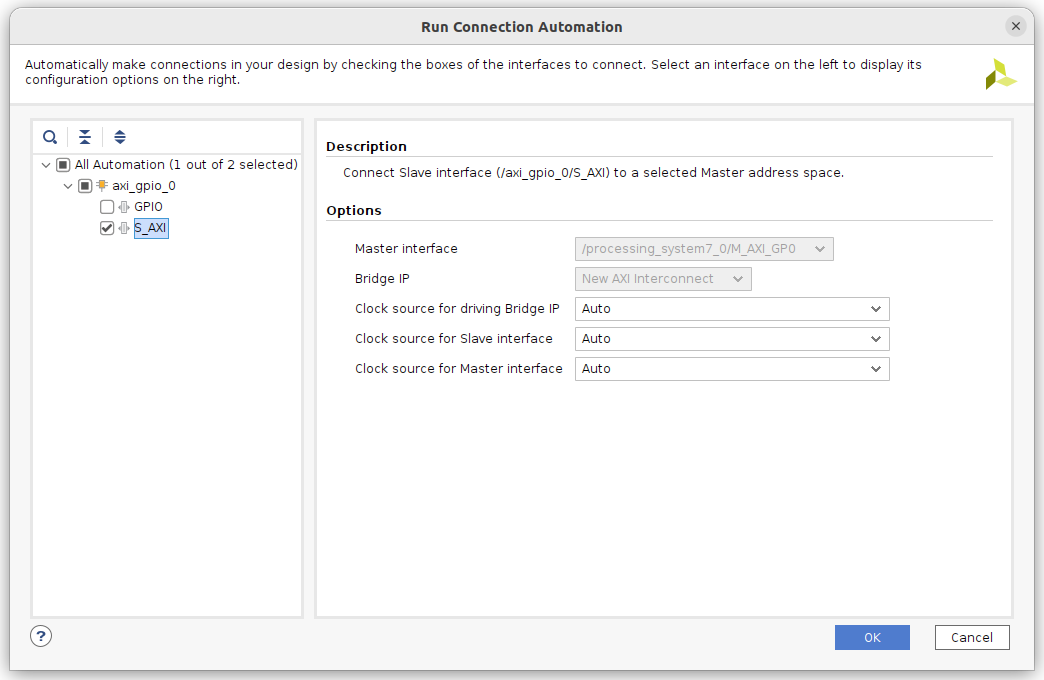 Run Connection Automation
Automatically make connections in your design by checking the boxes of the interfaces to connect. Select an interface on the left to display its
configuration options on the right.
All Automation (1 out of 2 selected)
axi_gpio_0
GPIO
S_AXI
Description
Connect Slave interface (/axi_gpio_0/S_AXI) to a selected Master address space.
Options
Master interface /processing_system7_0/M_AXI_GP0
Bridge IP New AXI Interconnect
Clock source for driving Bridge IP Auto
Clock source for Slave interface Auto
Clock source for Master interface Auto
?
OK Cancel